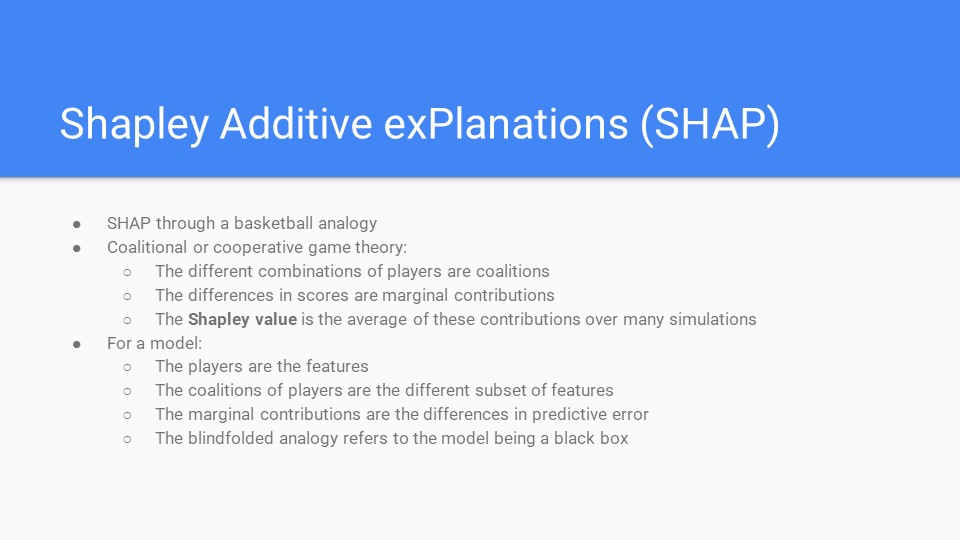 Shapley Additive exPlanations (SHAP)
● SHAP through a basketball analogy
● Coalitional or cooperative game theory:
○ The different combinations of players are coalitions
○ The differences in scores are marginal contributions
○ The Shapley value is the average of these contributions over many simulations
● For a model:
○ The players are the features
○ The coalitions of players are the different subset of features
○ The marginal contributions are the differences in predictive error
○ The blindfolded analogy refers to the model being a black box